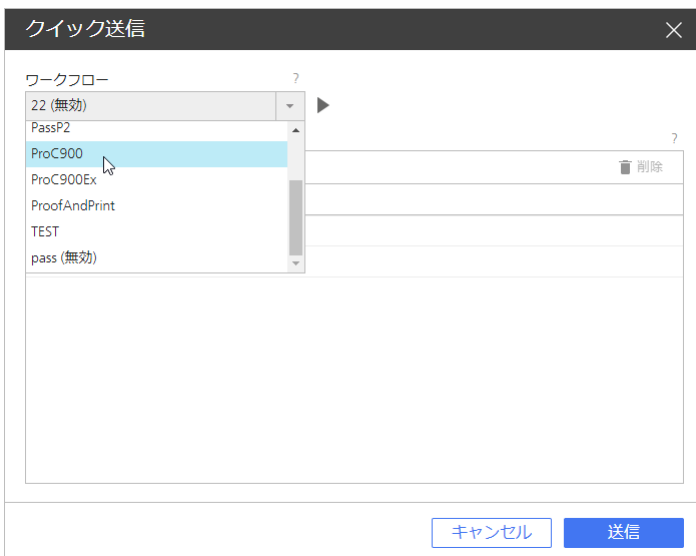 クイック送信
ワークフロー ?
22 (無効)
PassP2
?
ProC900
削除
ProC900Ex
ProofAndPrint
TEST
pass (無効)
キャンセル 送信